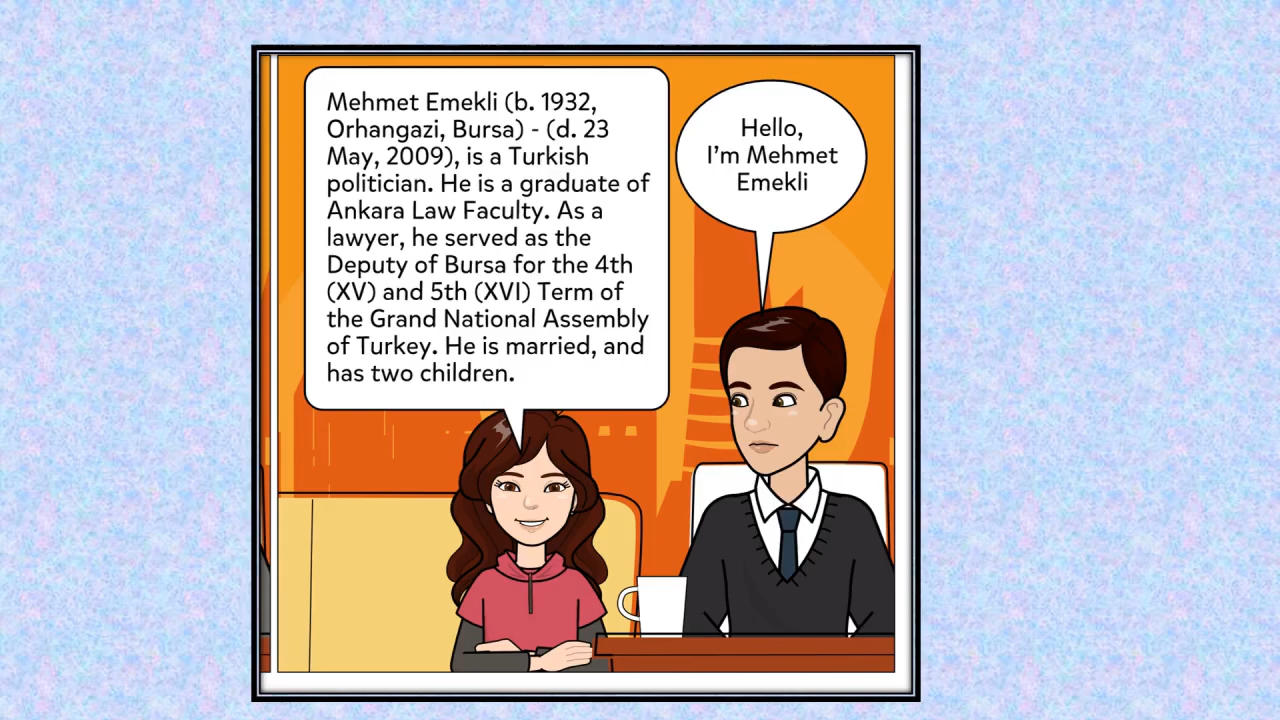 Mehmet Emekli (b. 1932,
Orhangazi, Bursa) - (d. 23
May, 2009), is a Turkish
politician. He is a graduate of
Ankara Law Faculty. As a
lawyer, he served as the
Deputy of Bursa for the 4th
(XV) and 5th (XVI) Term of
the Grand National Assembly
of Turkey. He is married, and
has two children.
Hello,
I’m Mehmet
Emekli